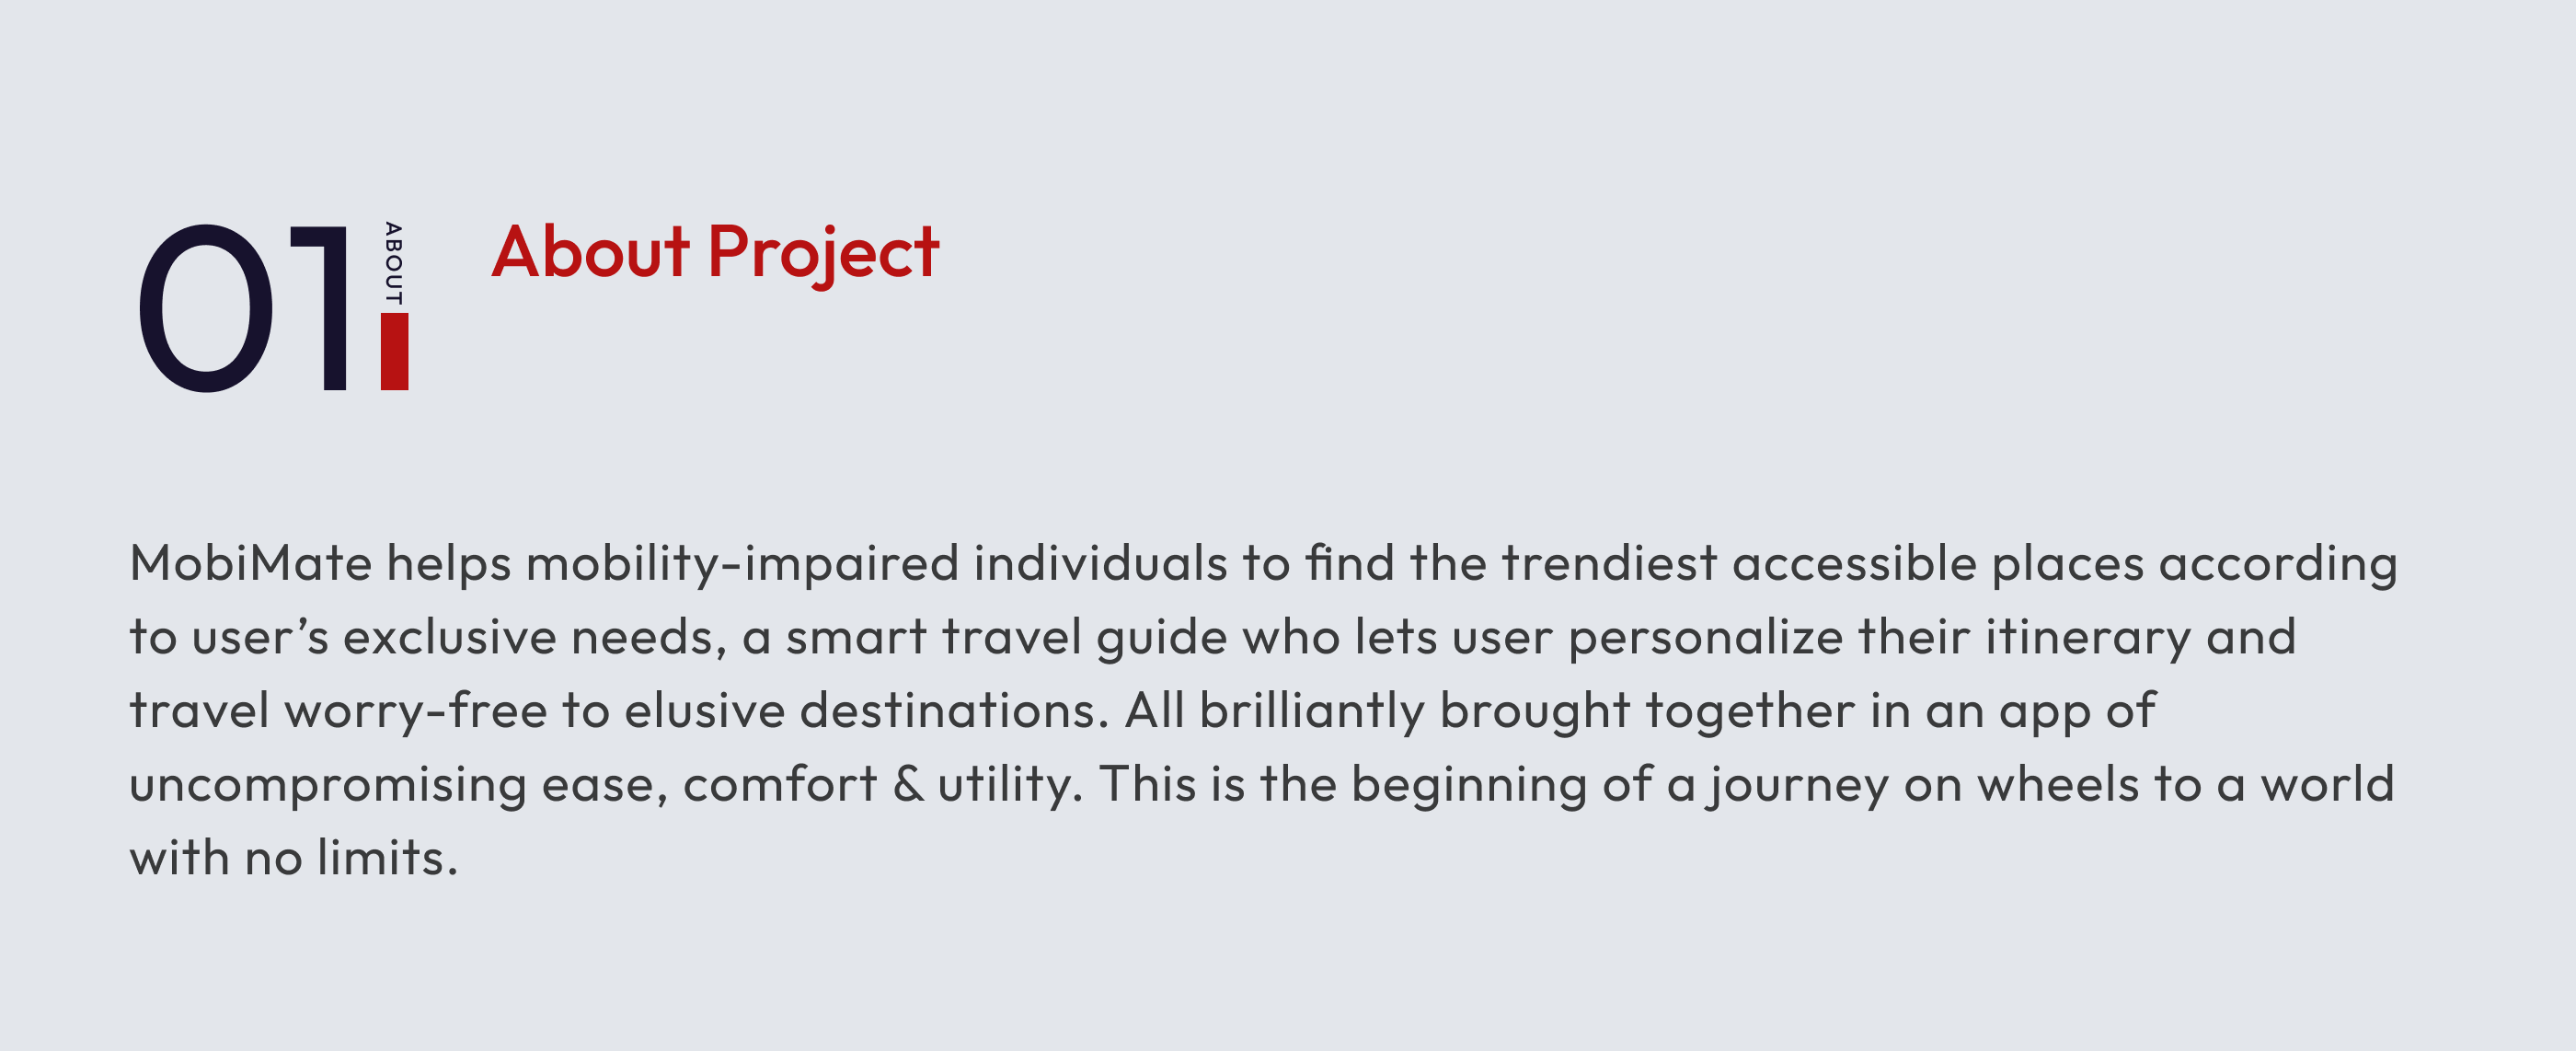 01
ABOUT
About Project
MobiMate helps mobility-impaired individuals to find the trendiest accessible places according
to user’s exclusive needs, a smart travel guide who lets user personalize their itinerary and
travel worry-free to elusive destinations. All brilliantly brought together in an app of
uncompromising ease, comfort & utility. This is the beginning of a journey on wheels to a world
with no limits.